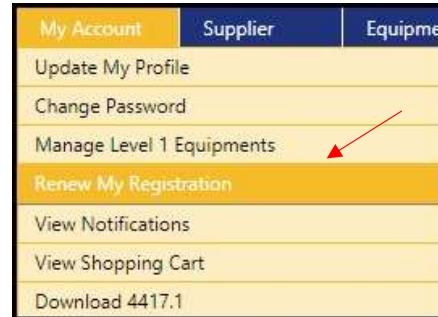 My Account Supplier Equipme
Update My Profile
Change Password
Manage Level 1 Equipments
Renew My Registration
View Notifications
View Shopping Cart
Download 4417.1